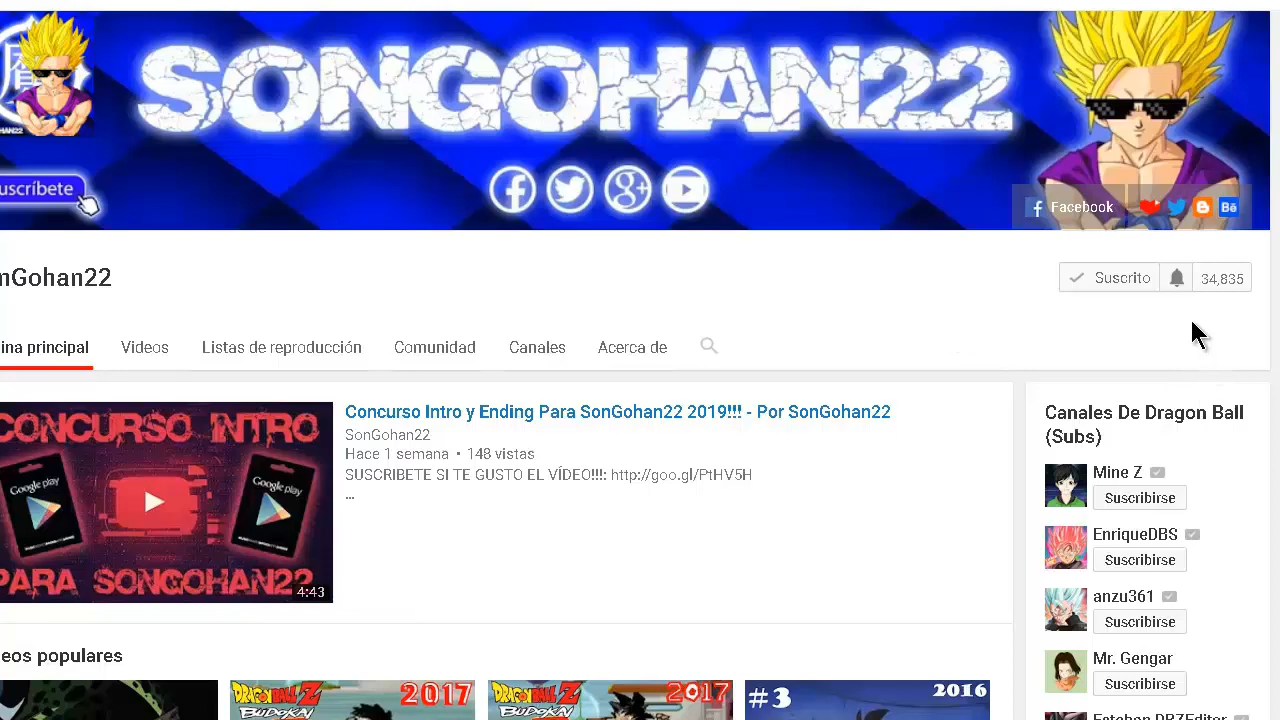 SONGOHAN22
HAN22
uscríbete
Facebook
nGohan22
Suscrito
34,835
ina principal
Videos
Listas de reproducción
Comunidad
Canales
Acerca de
CONCURSO INTRO
Google play
Google play
PARA SONGOHAN22
4:43
Concurso Intro y Ending Para SonGohan22 2019!!! - Por SonGohan22
SonGohan22
Hace 1 semana • 148 vistas
SUSCRIBETE SI TE GUSTO EL VÍDEO!!!!: http://goo.gl/PtHV5H
...
Canales De Dragon Ball
(Subs)
Mine Z
Suscribirse
EnriqueDBS
Suscribirse
anzu361
Suscribirse
Mr. Gengar
Suscribirse
Esteban DBZEditor
eos populares
DRAGON BALL Z
BUDOKAI
2017
DRAGON BALL Z
BUDOKAI
2017
#3
2016